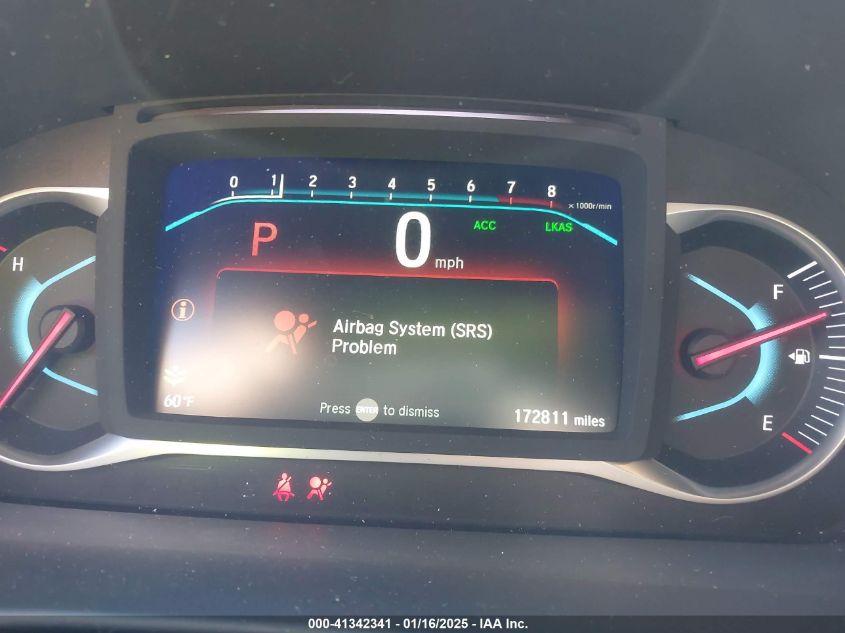 0 1 2 3 4 5 6 7 8
×1000r/min
P
0 mph
ACC
LKAS
H
F
E
i
Airbag System (SRS)
Problem
60°F
Press ENTER to dismiss
172811 miles
000-41342341 - 01/16/2025 - IAA Inc.